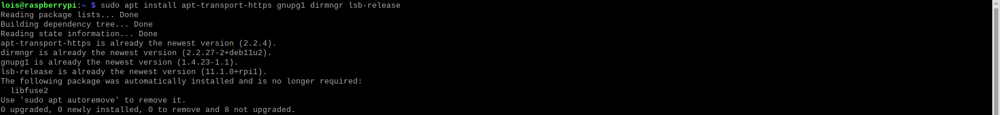 lois@raspberrypi:~ $ sudo apt install apt-transport-https gnupg1 dirmngr lsb-release
Reading package lists... Done
Building dependency tree... Done
Reading state information... Done
apt-transport-https is already the newest version (2.2.4).
dirmngr is already the newest version (2.2.27-2+deb11u2).
gnupg1 is already the newest version (1.4.23-1.1).
lsb-release is already the newest version (11.1.0+rpi1).
The following package was automatically installed and is no longer required:
  libfuse2
Use 'sudo apt autoremove' to remove it.
0 upgraded, 0 newly installed, 0 to remove and 8 not upgraded.